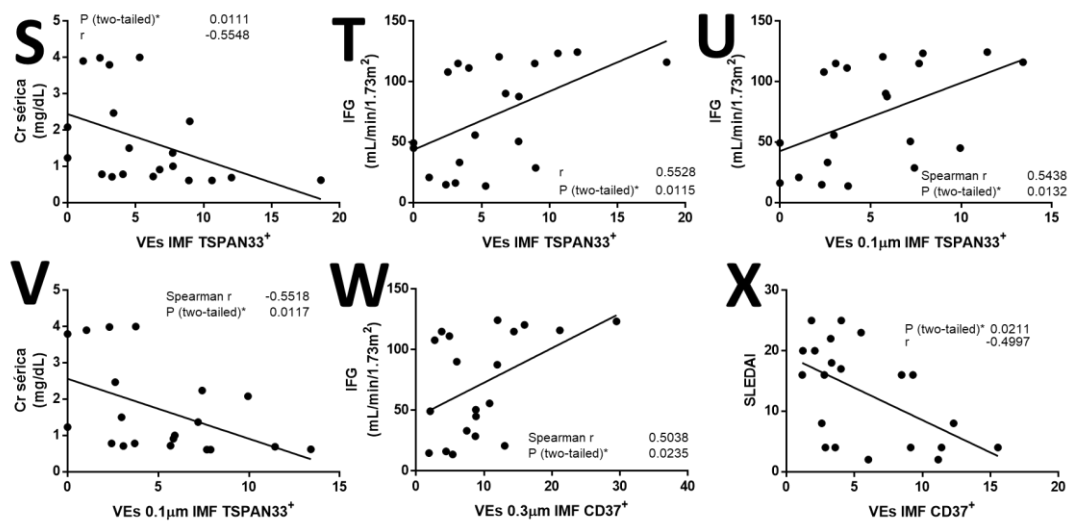 S
P (two-tailed)* 0.0111
r -0.5548
5
4
3
2
1
0
Cr sérica
(mg/dL)
0 5 10 15 20
VEs IMF TSPAN33+
T
150
100
50
0
IFG
(mL/min/1.73m²)
r 0.5528
P (two-tailed)* 0.0115
0 5 10 15 20
VEs IMF TSPAN33+
U
150
100
50
0
IFG
(mL/min/1.73m²)
Spearman r 0.5438
P (two-tailed)* 0.0132
0 5 10 15
VEs 0.1µm IMF TSPAN33+
V
Spearman r -0.5518
P (two-tailed)* 0.0117
5
4
3
2
1
0
Cr sérica
(mg/dL)
0 5 10 15
VEs 0.1µm IMF TSPAN33+
W
150
100
50
0
IFG
(mL/min/1.73m²)
Spearman r 0.5038
P (two-tailed)* 0.0235
0 10 20 30 40
VEs 0.3µm IMF CD37+
X
P (two-tailed)* 0.0211
r -0.4997
30
20
10
0
SLEDAI
0 5 10 15 20
VEs IMF CD37+